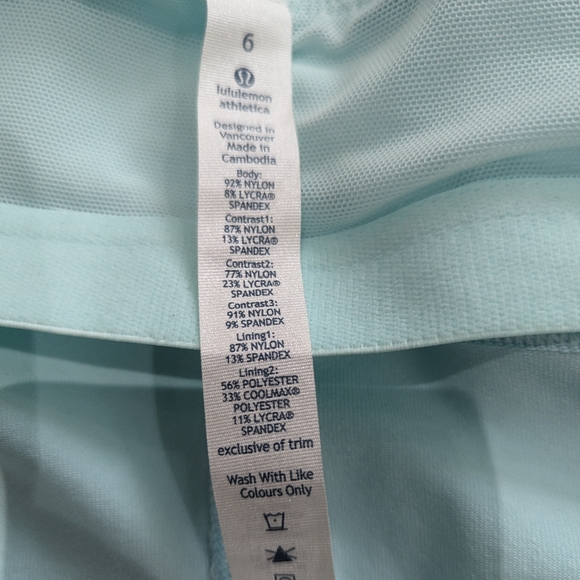 6
lululemon
athletica
Designed in
Vancouver
Made in
Cambodia
Body:
92% NYLON
8% LYCRA®
SPANDEX
Contrast1:
87% NYLON
13% LYCRA®
SPANDEX
Contrast2:
77% NYLON
23% LYCRA®
SPANDEX
Contrast3:
91% NYLON
9% SPANDEX
Lining1:
87% NYLON
13% SPANDEX
Lining2:
56% POLYESTER
33% COOLMAX®
POLYESTER
11% LYCRA®
SPANDEX
exclusive of trim
Wash With Like
Colours Only